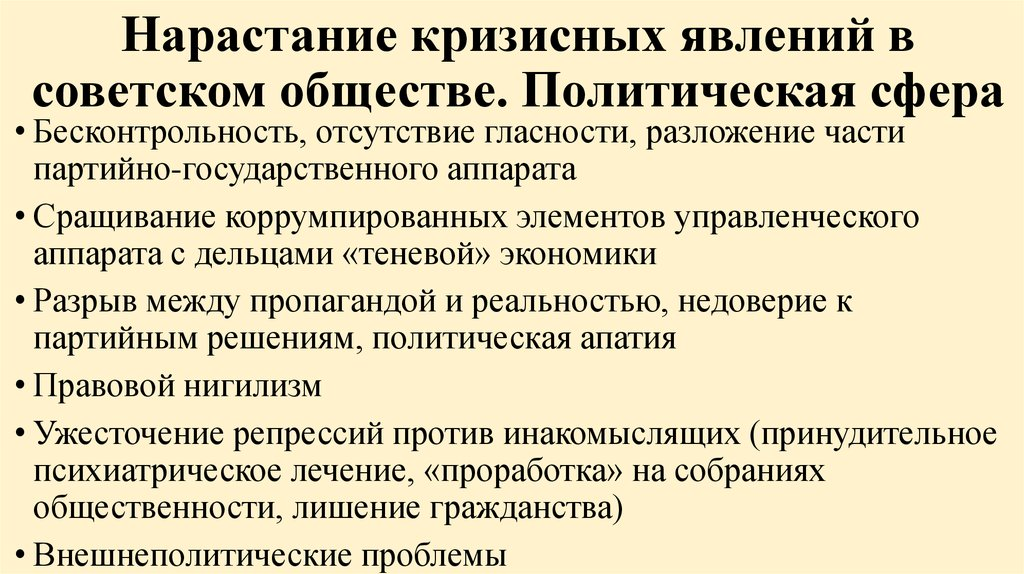 Нарастание кризисных явлений в
советском обществе. Политическая сфера
• Бесконтрольность, отсутствие гласности, разложение части
партийно-государственного аппарата
• Сращивание коррумпированных элементов управленческого
аппарата с дельцами «теневой» экономики
• Разрыв между пропагандой и реальностью, недоверие к
партийным решениям, политическая апатия
• Правовой нигилизм
• Ужесточение репрессий против инакомыслящих (принудительное
психиатрическое лечение, «проработка» на собраниях
общественности, лишение гражданства)
• Внешнеполитические проблемы